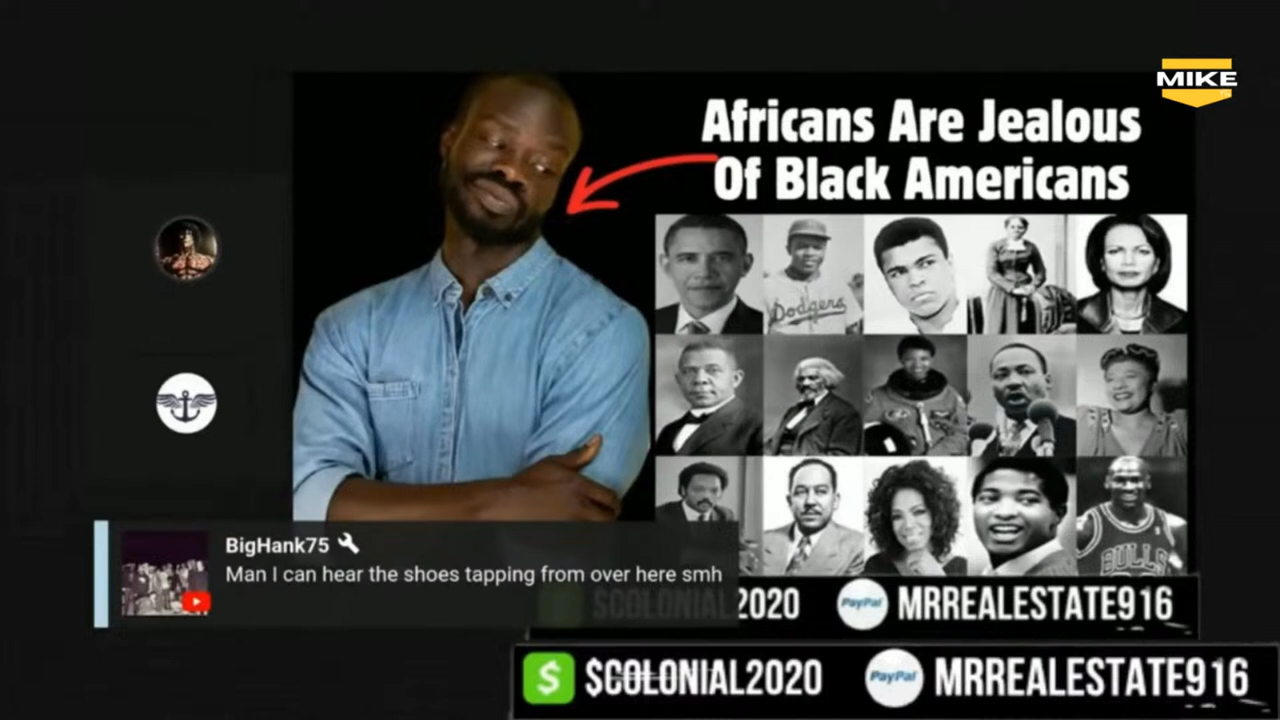 MIKE
Africans Are Jealous
Of Black Americans
Dodgers
BULLS
BigHank75
Man I can hear the shoes tapping from over here smh
$COLONIAL2020 PayPal MRREALESTATE916
$ $COLONIAL2020 PayPal MRREALESTATE916